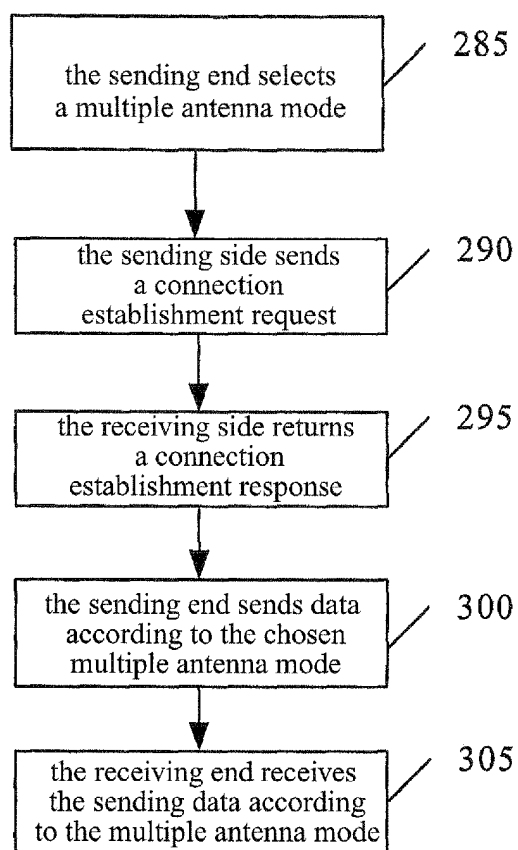 285
the sending end selects
a multiple antenna mode
290
the sending side sends
a connection
establishment request
295
the receiving side returns
a connection
establishment response
300
the sending end sends data
according to the chosen
multiple antenna mode
305
the receiving end receives
the sending data according
to the multiple antenna mode